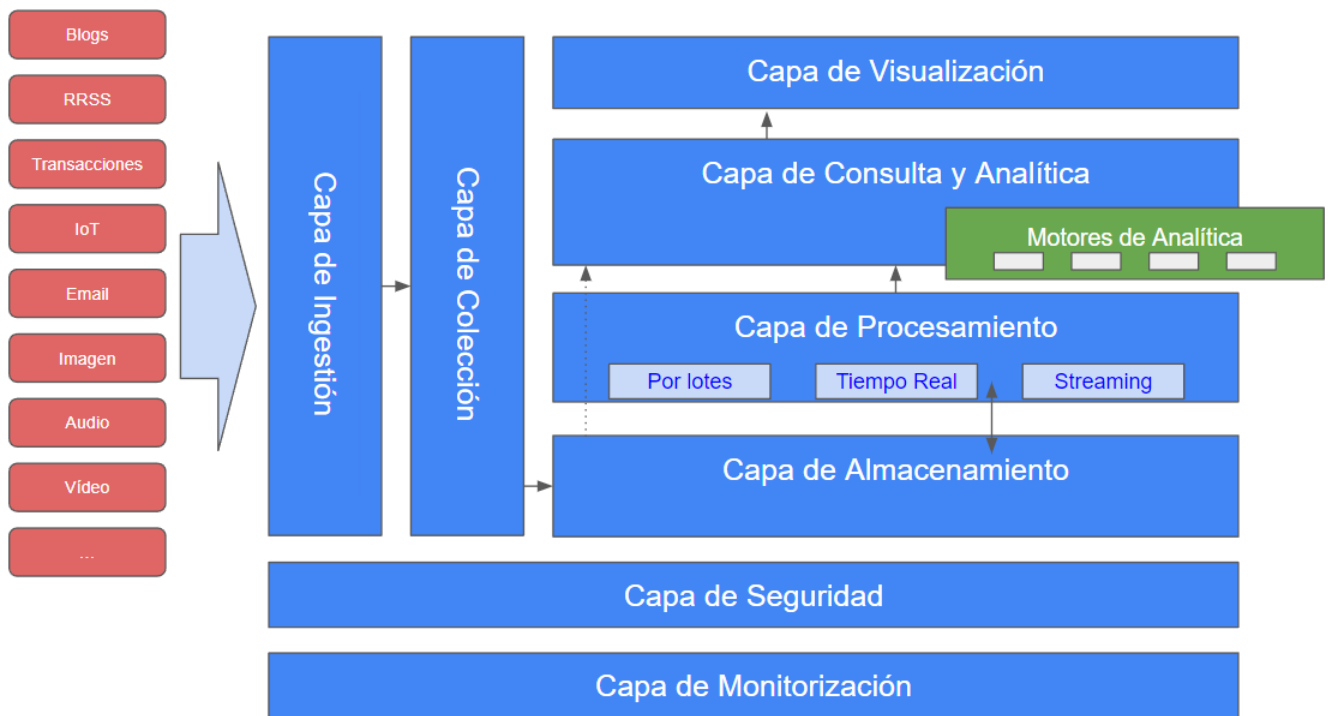 Blogs
RRSS
Transacciones
IoT
Email
Imagen
Audio
Vídeo
...
Capa de Ingestión
Capa de Colección
Capa de Visualización
Capa de Consulta y Analítica
Motores de Analítica
Capa de Procesamiento
Por lotes
Tiempo Real
Streaming
Capa de Almacenamiento
Capa de Seguridad
Capa de Monitorización